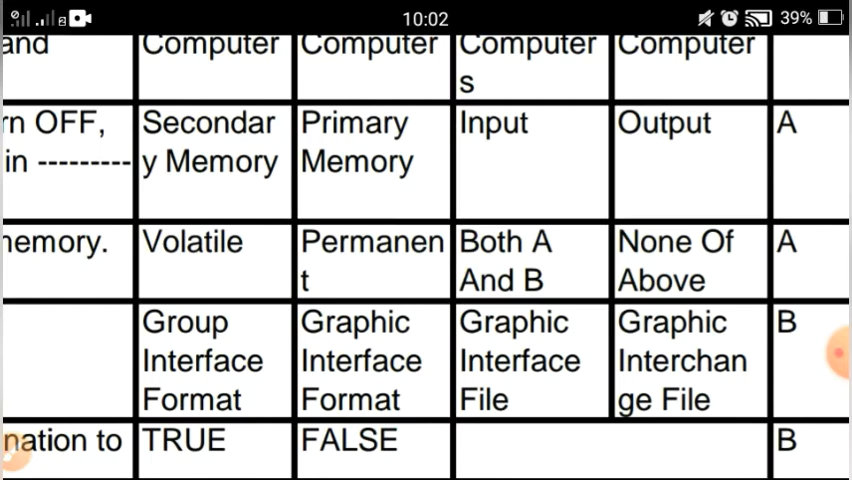 10:02
39%
and Computer Computer Computer Computer
s
rn OFF, Secondar Primary Input Output A
in --------- y Memory Memory
nemory. Volatile Permanen Both A None Of A
t And B Above
Group Graphic Graphic Graphic B
Interface Interface Interface Interchan
Format Format File ge File
nation to TRUE FALSE B